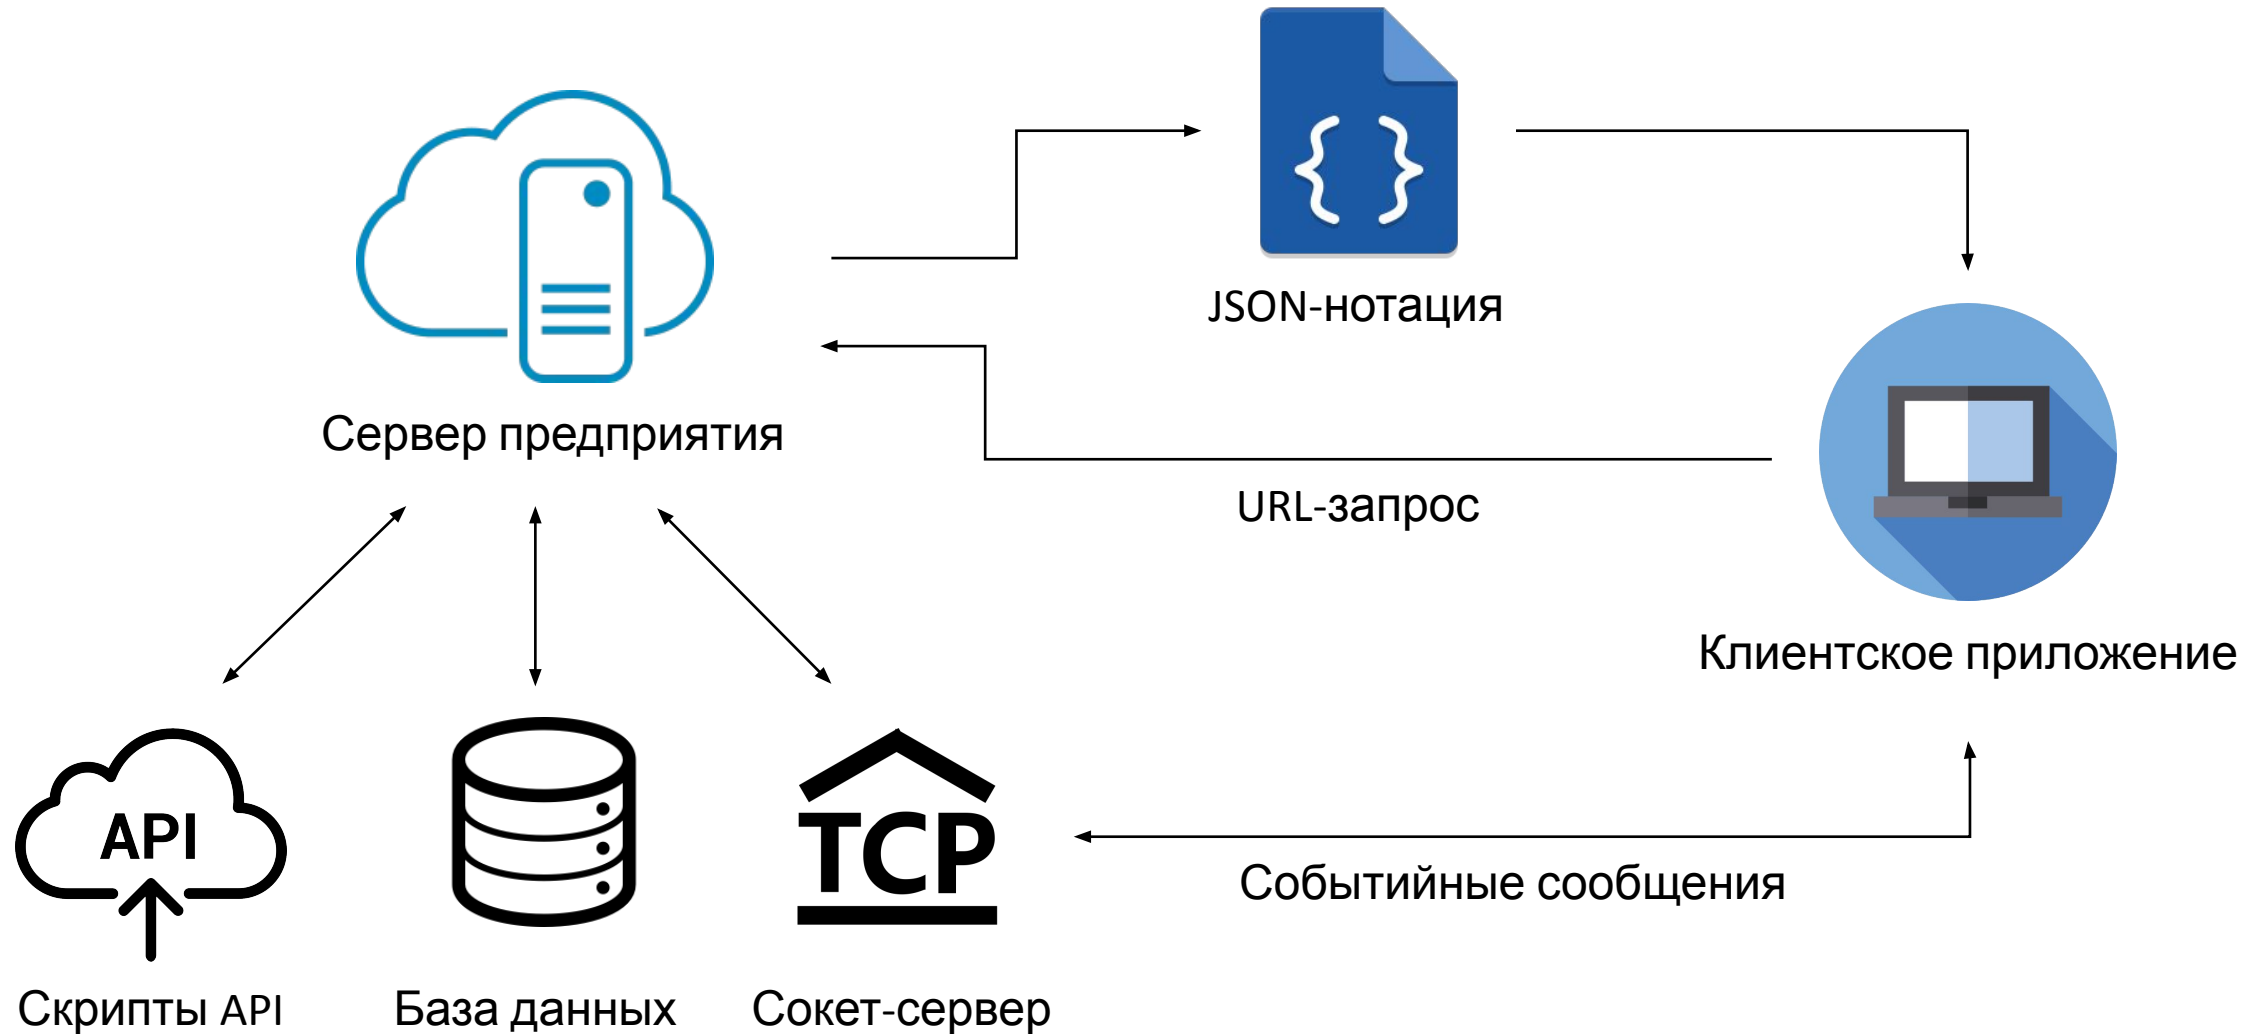 JSON-нотация
Сервер предприятия
URL-запрос
Клиентское приложение
API
TCP
Событийные сообщения
Скрипты API
База данных
Сокет-сервер